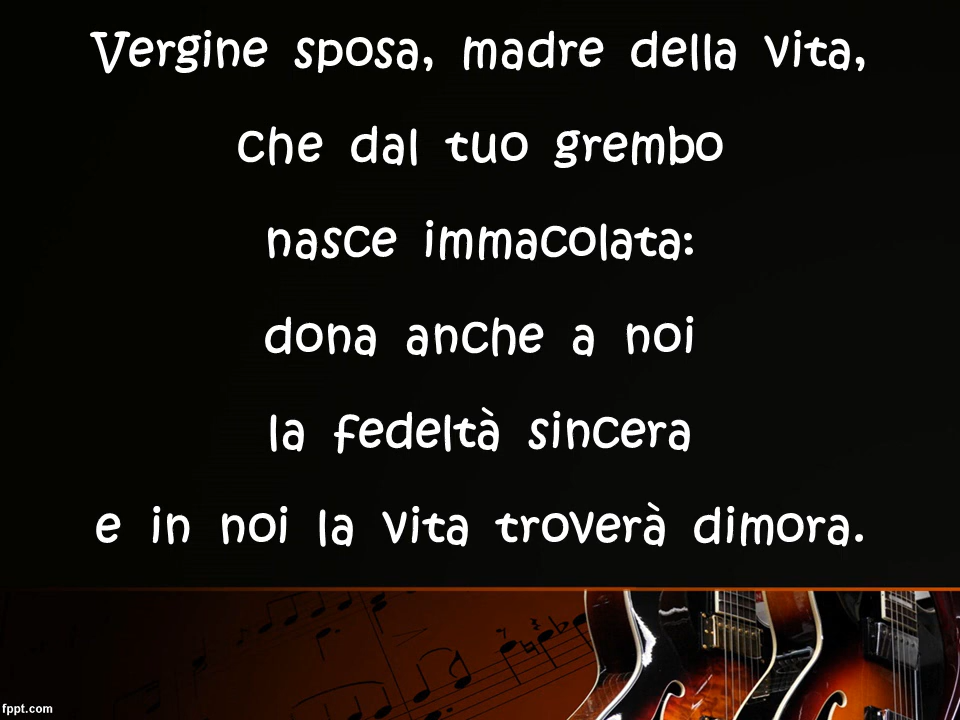 Vergine sposa, madre della vita,
che dal tuo grembo
nasce immacolata:
dona anche a noi
la fedeltà sincera
e in noi la vita troverà dimora.
fppt.com